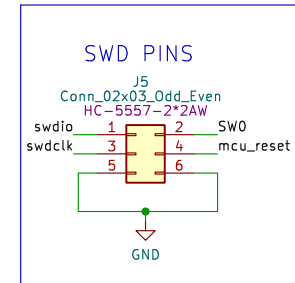 SWD PINS
J5
Conn_02x03_Odd_Even
HC-5557-2*2AW
swdio 1 2 SWO
swdclk 3 4 mcu_reset
5 6
GND